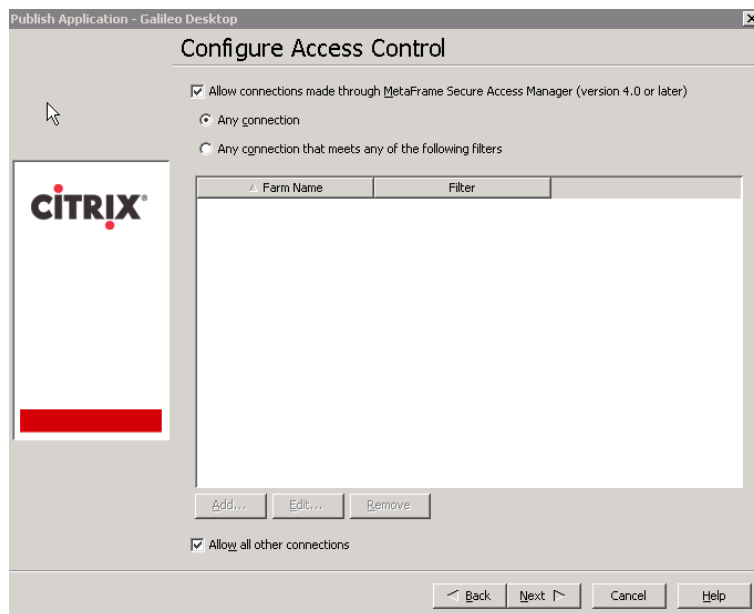 Publish Application - Galileo Desktop
Configure Access Control
Allow connections made through MetaFrame Secure Access Manager (version 4.0 or later)
Any connection
Any connection that meets any of the following filters
CITRIX®
Farm Name Filter
Add... Edit... Remove
Allow all other connections
Back Next Cancel Help